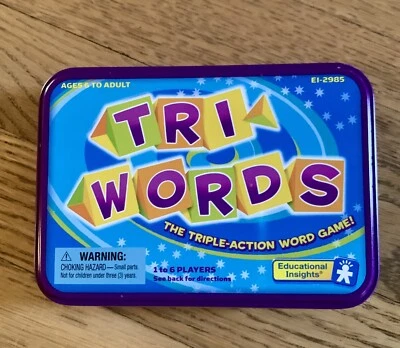 AGES 6 TO ADULT
EI-2985
TRI
WORDS
THE TRIPLE-ACTION WORD GAME!
WARNING:
CHOKING HAZARD — Small parts.
Not for children under three (3) years.
1 to 6 PLAYERS
See back for directions
Educational
Insights®